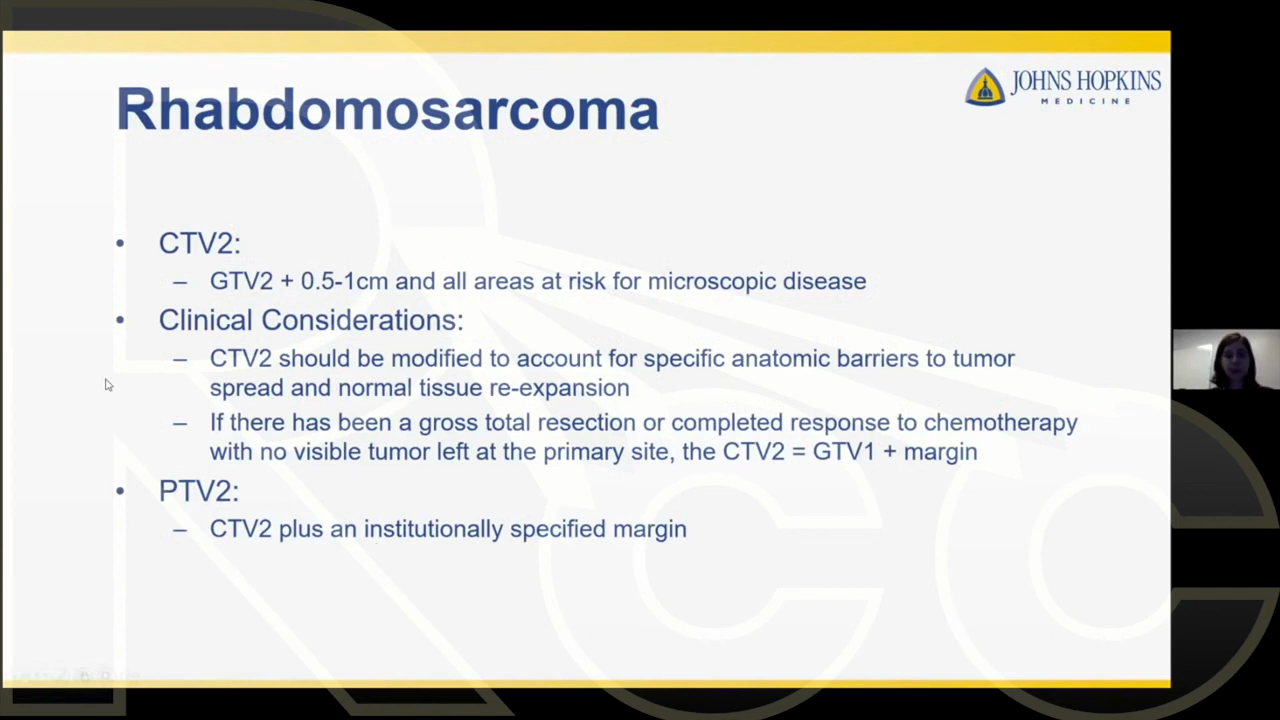 Rhabdomosarcoma
JOHNS HOPKINS
MEDICINE
• CTV2:
– GTV2 + 0.5-1cm and all areas at risk for microscopic disease
• Clinical Considerations:
– CTV2 should be modified to account for specific anatomic barriers to tumor
spread and normal tissue re-expansion
– If there has been a gross total resection or completed response to chemotherapy
with no visible tumor left at the primary site, the CTV2 = GTV1 + margin
• PTV2:
– CTV2 plus an institutionally specified margin
RCC